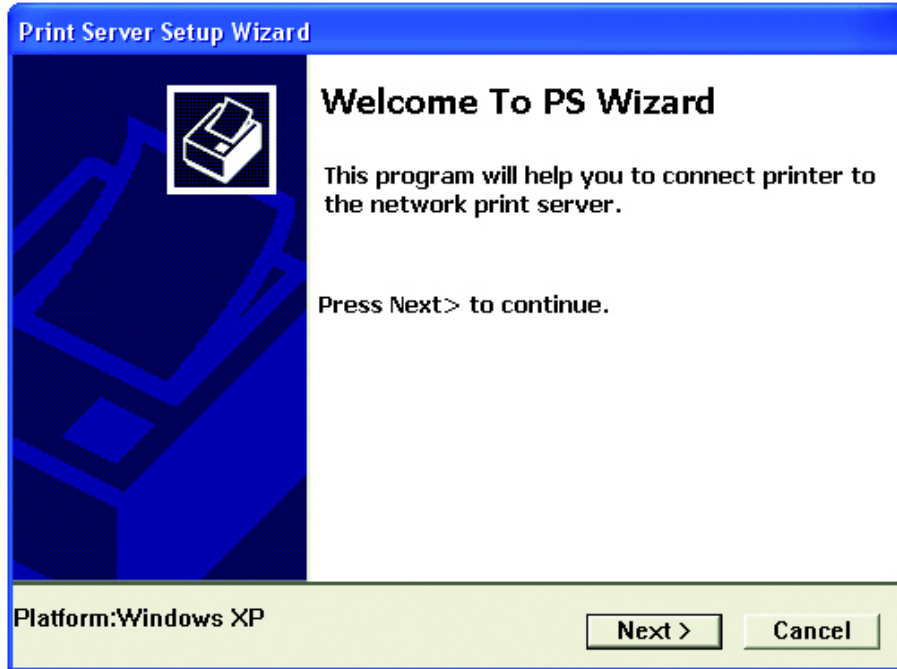 Print Server Setup Wizard
Welcome To PS Wizard
This program will help you to connect printer to
the network print server.
Press Next> to continue.
Platform:Windows XP
Next >
Cancel